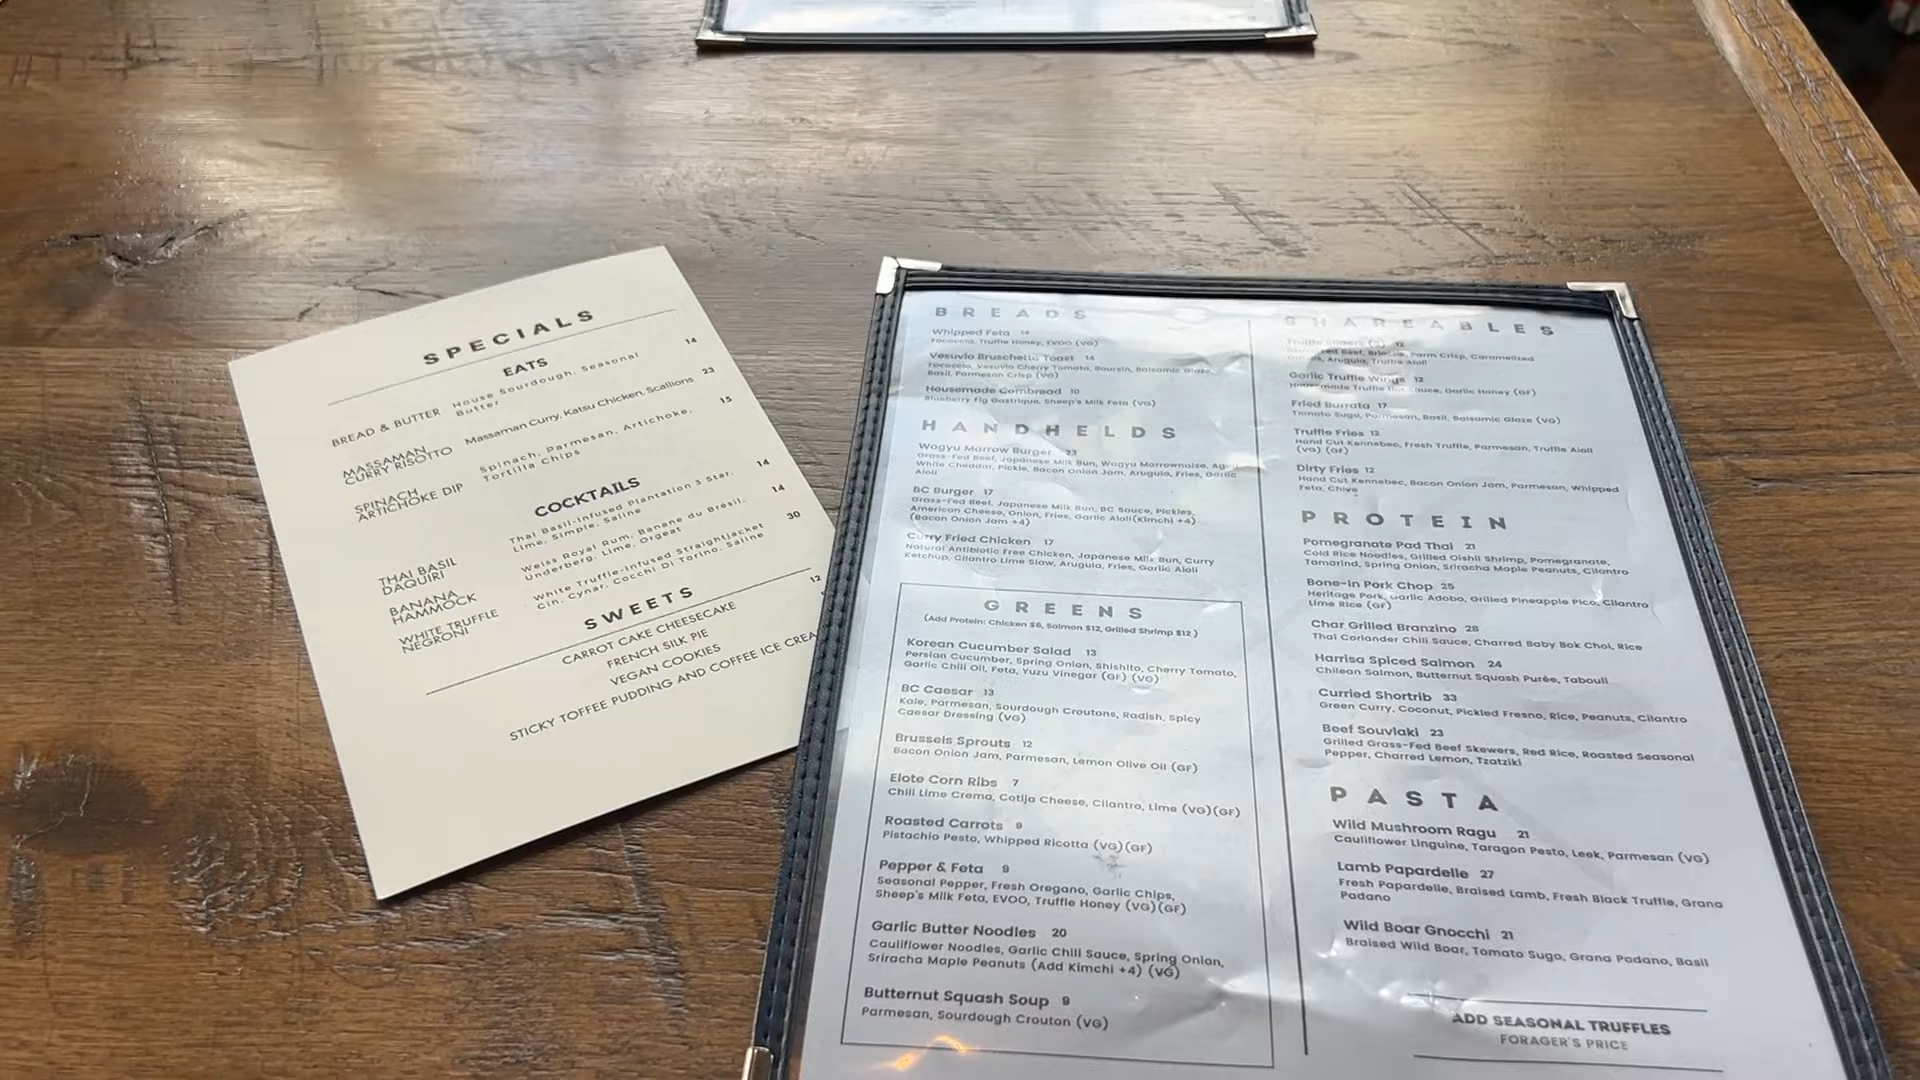 SPECIALS
EATS
BREAD & BUTTER House Sourdough, Seasonal 14
Butter
MASSAMAN
CURRY RISOTTO Massaman Curry, Katsu Chicken, Scallions 23
SPINACH
ARTICHOKE DIP Spinach, Parmesan, Artichoke, 15
Tortilla Chips
COCKTAILS
THAI BASIL
DAQUIRI Thai Basil-Infused Plantation 3 Star, 14
Lime, Simple, Saline
BANANA
HAMMOCK Weiss Royal Rum, Banane du Brésil, 14
Underberg, Lime, Orgeat
WHITE TRUFFLE
NEGRONI White Truffle-Infused Straightjacket 30
Gin, Cynar, Cocchi Di Torino, Saline
SWEETS
12
CARROT CAKE CHEESECAKE
FRENCH SILK PIE
VEGAN COOKIES
STICKY TOFFEE PUDDING AND COFFEE ICE CREA
BREADS
Whipped Feta 14
Focaccia, Truffle Honey, EVOO (VG)
Vesuvio Bruschetta Toast 14
Focaccia, Vesuvio Cherry Tomato, Boursin, Balsamic Glaze,
Basil, Parmesan Crisp (VG)
Housemade Cornbread 10
Blueberry Fig Gastrique, Sheep's Milk Feta (VG)
HANDHELDS
Wagyu Marrow Burger 23
Grass-Fed Beef, Japanese Milk Bun, Wagyu Marrownaise, Aged
White Cheddar, Pickle, Bacon Onion Jam, Arugula, Fries, Garlic
Aioli
BC Burger 17
Grass-Fed Beef, Japanese Milk Bun, BC Sauce, Pickles,
American Cheese, Onion, Fries, Garlic Aioli(Kimchi +4)
(Bacon Onion Jam +4)
Curry Fried Chicken 17
Natural Antibiotic Free Chicken, Japanese Milk Bun, Curry
Ketchup, Cilantro Lime Slaw, Arugula, Fries, Garlic Aioli
GREENS
(Add Protein: Chicken $6, Salmon $12, Grilled Shrimp $12)
Korean Cucumber Salad 13
Persian Cucumber, Spring Onion, Shishito, Cherry Tomato,
Garlic Chili Oil, Feta, Yuzu Vinegar (GF) (VG)
BC Caesar 13
Kale, Parmesan, Sourdough Croutons, Radish, Spicy
Caesar Dressing (VG)
Brussels Sprouts 12
Bacon Onion Jam, Parmesan, Lemon Olive Oil (GF)
Elote Corn Ribs 7
Chili Lime Crema, Cotija Cheese, Cilantro, Lime (VG)(GF)
Roasted Carrots 9
Pistachio Pesto, Whipped Ricotta (VG)(GF)
Pepper & Feta 9
Seasonal Pepper, Fresh Oregano, Garlic Chips,
Sheep's Milk Feta, EVOO, Truffle Honey (VG)(GF)
Garlic Butter Noodles 20
Cauliflower Noodles, Garlic Chili Sauce, Spring Onion,
Sriracha Maple Peanuts (Add Kimchi +4) (VG)
Butternut Squash Soup 9
Parmesan, Sourdough Crouton (VG)
SHAREABLES
Truffle Sliders 13
Beef, Brioche, Parm Crisp, Caramelized
Onions, Arugula, Truffle Aioli
Garlic Truffle Wings 12
Housemade Truffle Hot Sauce, Garlic Honey (GF)
Fried Burrata 17
Tomato Sugo, Parmesan, Basil, Balsamic Glaze (VG)
Truffle Fries 12
Hand Cut Kennebec, Fresh Truffle, Parmesan, Truffle Aioli
(VG) (GF)
Dirty Fries 12
Hand Cut Kennebec, Bacon Onion Jam, Parmesan, Whipped
Feta, Chive
PROTEIN
Pomegranate Pad Thai 21
Cold Rice Noodles, Grilled Oishii Shrimp, Pomegranate,
Tamarind, Spring Onion, Sriracha Maple Peanuts, Cilantro
Bone-in Pork Chop 25
Heritage Pork, Garlic Adobo, Grilled Pineapple Pico, Cilantro
Lime Rice (GF)
Char Grilled Branzino 28
Thai Coriander Chili Sauce, Charred Baby Bok Choi, Rice
Harrisa Spiced Salmon 24
Chilean Salmon, Butternut Squash Purée, Tabouli
Curried Shortrib 33
Green Curry, Coconut, Pickled Fresno, Rice, Peanuts, Cilantro
Beef Souvlaki 23
Grilled Grass-Fed Beef Skewers, Red Rice, Roasted Seasonal
Pepper, Charred Lemon, Tzatziki
PASTA
Wild Mushroom Ragu 21
Cauliflower Linguine, Taragon Pesto, Leek, Parmesan (VG)
Lamb Papardelle 27
Fresh Papardelle, Braised Lamb, Fresh Black Truffle, Grana
Padano
Wild Boar Gnocchi 21
Braised Wild Boar, Tomato Sugo, Grana Padano, Basil
ADD SEASONAL TRUFFLES
FORAGER'S PRICE